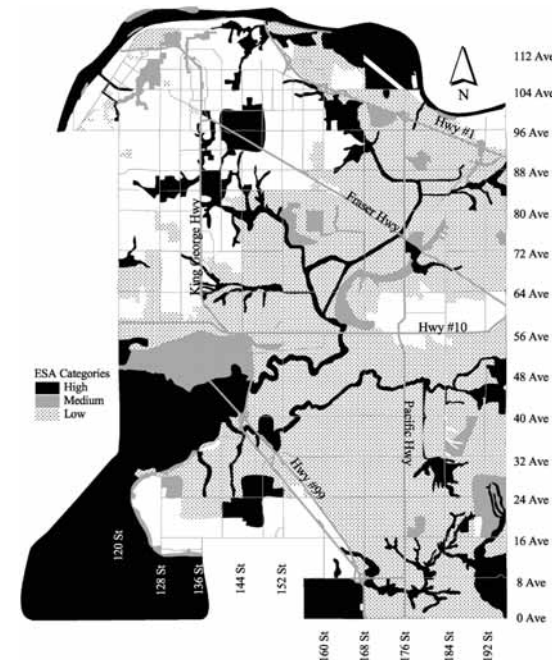 112 Ave
N
104 Ave
Hwy #1
96 Ave
88 Ave
Fraser Hwy
80 Ave
King George Hwy
72 Ave
64 Ave
Hwy #10
56 Ave
ESA Categories
High
Medium
Low
48 Ave
40 Ave
Pacific Hwy
Hwy #99
32 Ave
24 Ave
16 Ave
8 Ave
0 Ave
120 St
128 St
136 St
144 St
152 St
160 St
168 St
176 St
184 St
192 St